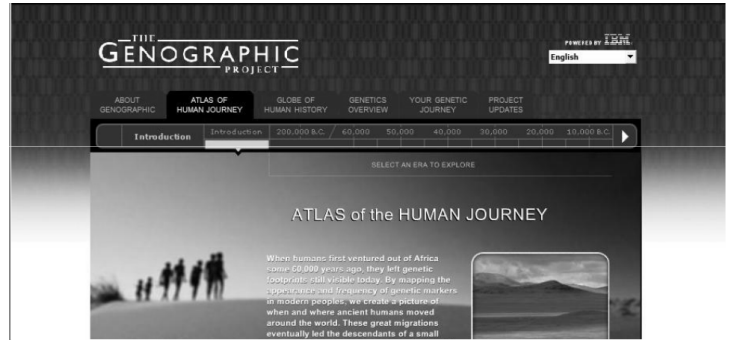 THE
GENOGRAPHIC
PROJECT
POWERED BY IBM
English
ABOUT GENOGRAPHIC
ATLAS OF HUMAN JOURNEY
GLOBE OF HUMAN HISTORY
GENETICS OVERVIEW
YOUR GENETIC JOURNEY
PROJECT UPDATES
Introduction Introduction 200,000 B.C. 60,000 50,000 40,000 30,000 20,000 10,000 B.C.
SELECT AN ERA TO EXPLORE
ATLAS of the HUMAN JOURNEY
When humans first ventured out of Africa
some 60,000 years ago, they left genetic
footprints still visible today. By mapping the
appearance and frequency of genetic markers
in modern peoples, we create a picture of
when and where ancient humans moved
around the world. These great migrations
eventually led the descendants of a small